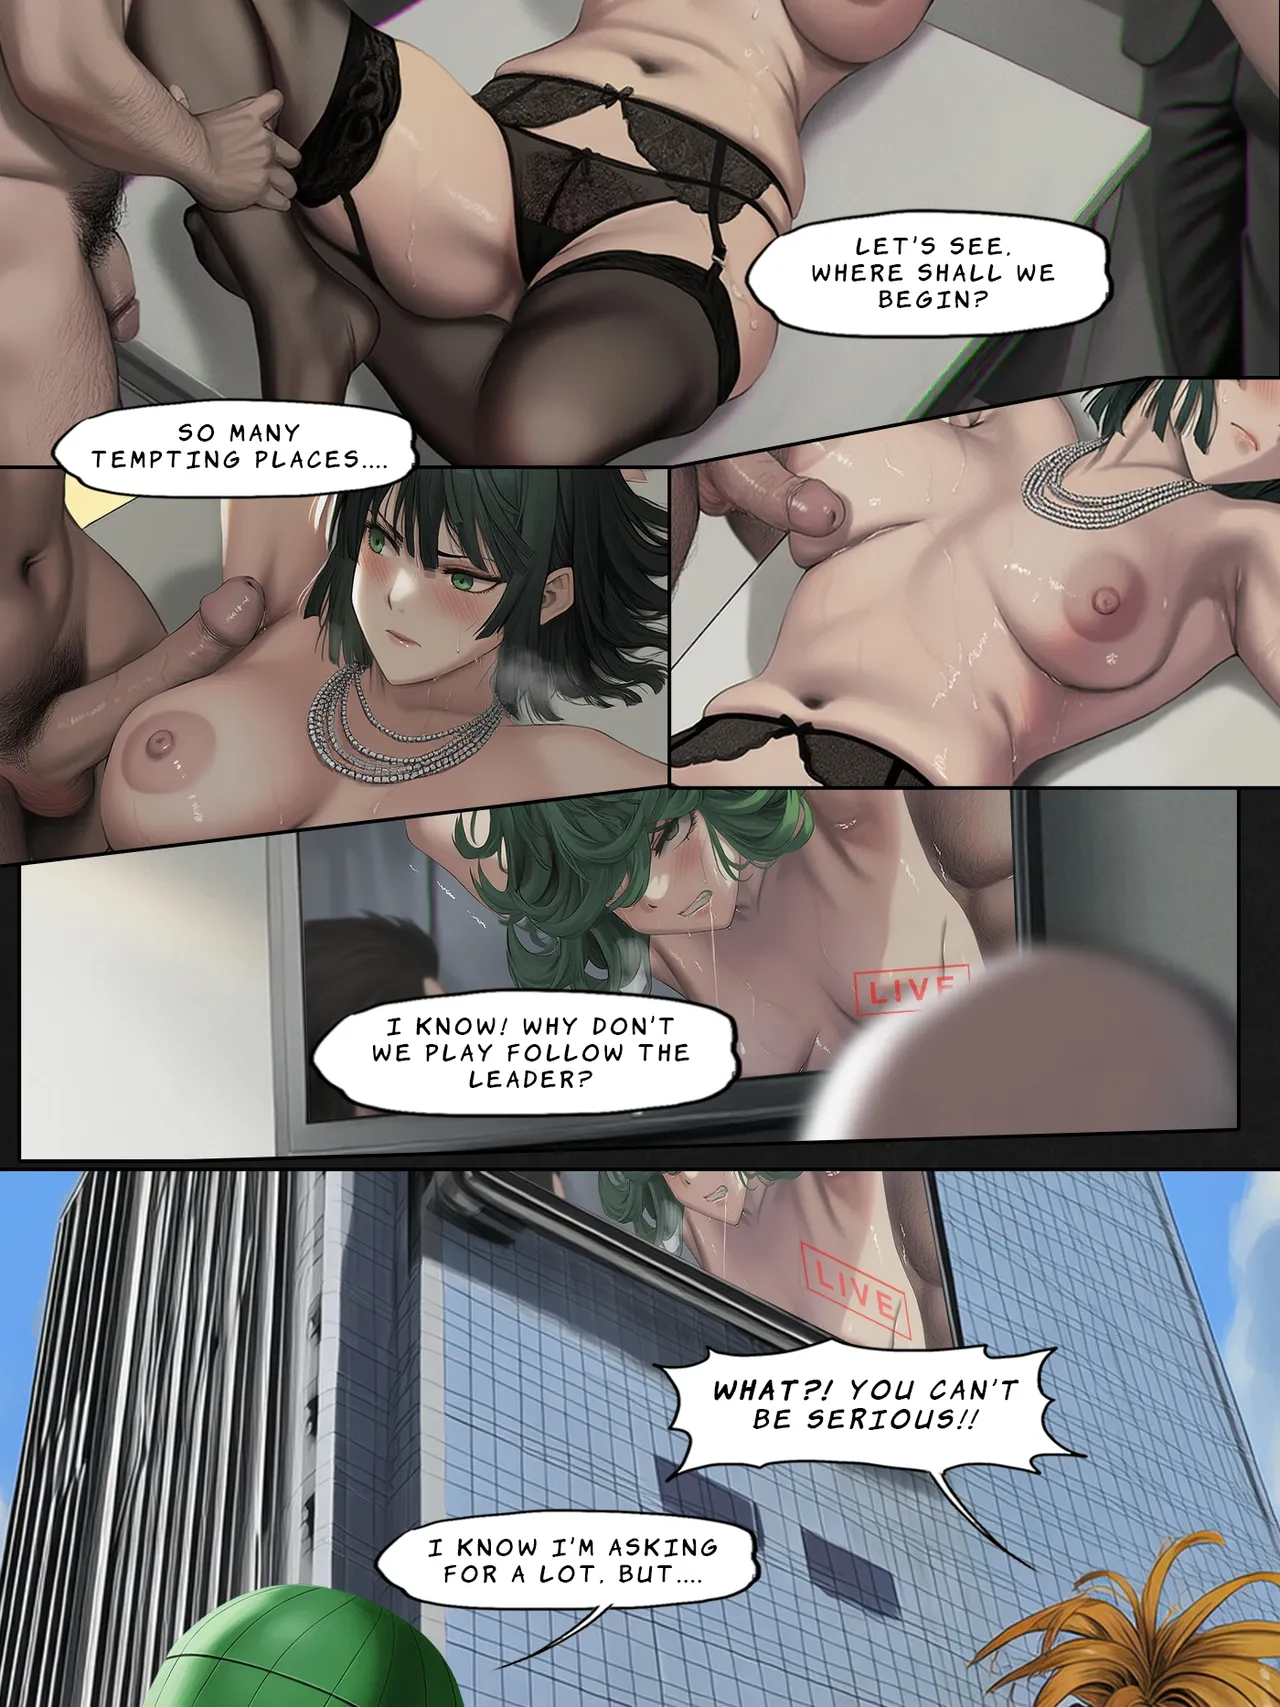 LET'S SEE,
WHERE SHALL WE
BEGIN?
SO MANY
TEMPTING PLACES....
LIVE
I KNOW! WHY DON'T
WE PLAY FOLLOW THE
LEADER?
LIVE
WHAT?! YOU CAN'T
BE SERIOUS!!
I KNOW I'M ASKING
FOR A LOT, BUT....